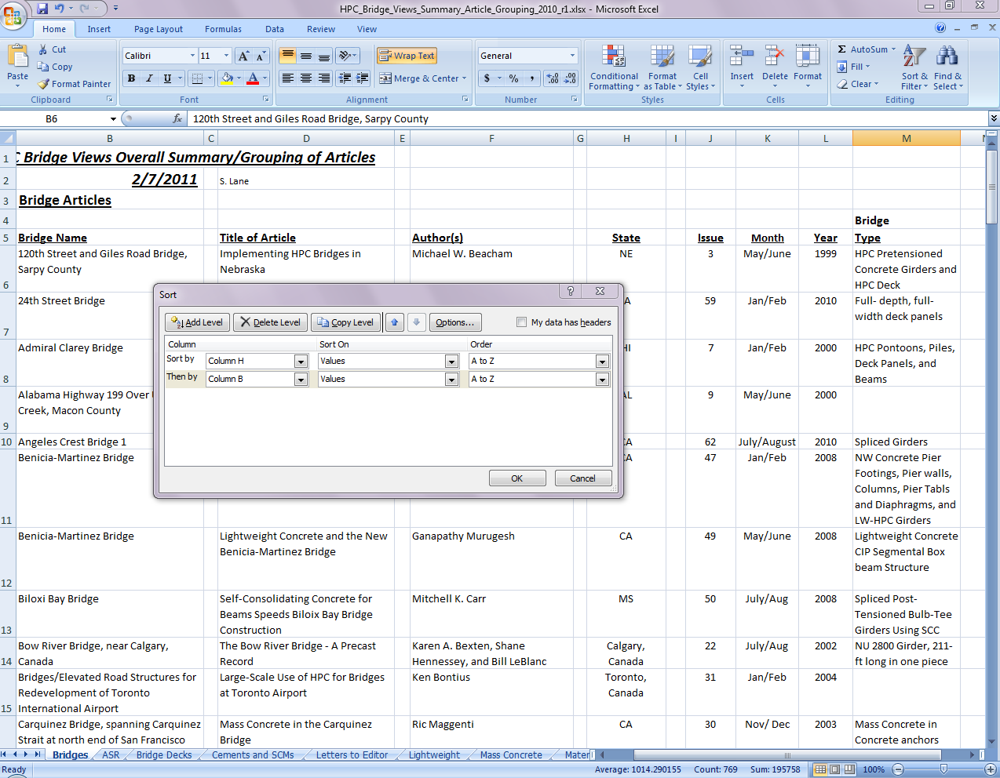 HPC_Bridge_Views_Summary_Article_Grouping_2010_r1.xlsx - Microsoft Excel
Home Insert Page Layout Formulas Data Review View
Paste
Cut
Copy
Format Painter
Clipboard
Calibri 11
B I U
Font
Wrap Text
Merge & Center
Alignment
General
$ % ,
Number
Conditional Formatting
Format as Table
Cell Styles
Styles
Insert Delete Format
Cells
AutoSum
Fill
Clear
Sort & Filter
Find & Select
Editing
B6 fx 120th Street and Giles Road Bridge, Sarpy County
B C D E F G H I J K L M
1 Bridge Views Overall Summary/Grouping of Articles
2 2/7/2011 S. Lane
3 Bridge Articles
4 Bridge
5 Bridge Name Title of Article Author(s) State Issue Month Year Type
120th Street and Giles Road Bridge, Implementing HPC Bridges in Michael W. Beacham NE 3 May/June 1999 HPC Pretensioned
Sarpy County Nebraska Concrete Girders and
6 HPC Deck
24th Street Bridge A 59 Jan/Feb 2010 Full- depth, full-
width deck panels
7
Admiral Clarey Bridge HI 7 Jan/Feb 2000 HPC Pontoons, Piles,
Deck Panels, and
8 Beams
Alabama Highway 199 Over AL 9 May/June 2000
Creek, Macon County
9
10 Angeles Crest Bridge 1 CA 62 July/August 2010 Spliced Girders
Benicia-Martinez Bridge CA 47 Jan/Feb 2008 NW Concrete Pier
Footings, Pier walls,
Columns, Pier Tabls
and Diaphragms, and
11 LW-HPC Girders
Benicia-Martinez Bridge Lightweight Concrete and the New Ganapathy Murugesh CA 49 May/June 2008 Lightweight Concrete
Benicia-Martinez Bridge CIP Segmental Box
beam Structure
12
Biloxi Bay Bridge Self-Consolidating Concrete for Mitchell K. Carr MS 50 July/Aug 2008 Spliced Post-
Beams Speeds Biloix Bay Bridge Tensioned Bulb-Tee
13 Construction Girders Using SCC
Bow River Bridge, near Calgary, The Bow River Bridge - A Precast Karen A. Bexten, Shane Calgary, 22 July/Aug 2002 NU 2800 Girder, 211-
14 Canada Record Hennessey, and Bill LeBlanc Canada ft long in one piece
Bridges/Elevated Road Structures for Large-Scale Use of HPC for Bridges Ken Bontius Toronto, 31 Jan/Feb 2004
Redevelopment of Toronto at Toronto Airport Canada
15 International Airport
Carquinez Bridge, spanning Carquinez Mass Concrete in the Carquinez Ric Maggenti CA 30 Nov/ Dec 2003 Mass Concrete in
Strait at north end of San Francisco Bridge Concrete anchors
Sort
Add Level Delete Level Copy Level Options... My data has headers
Column Sort On Order
Sort by Column H Values A to Z
Then by Column B Values A to Z
OK Cancel
Bridges ASR Bridge Decks Cements and SCMs Letters to Editor Lightweight Mass Concrete Mater
Ready Average: 1014.290155 Count: 769 Sum: 195758 100%